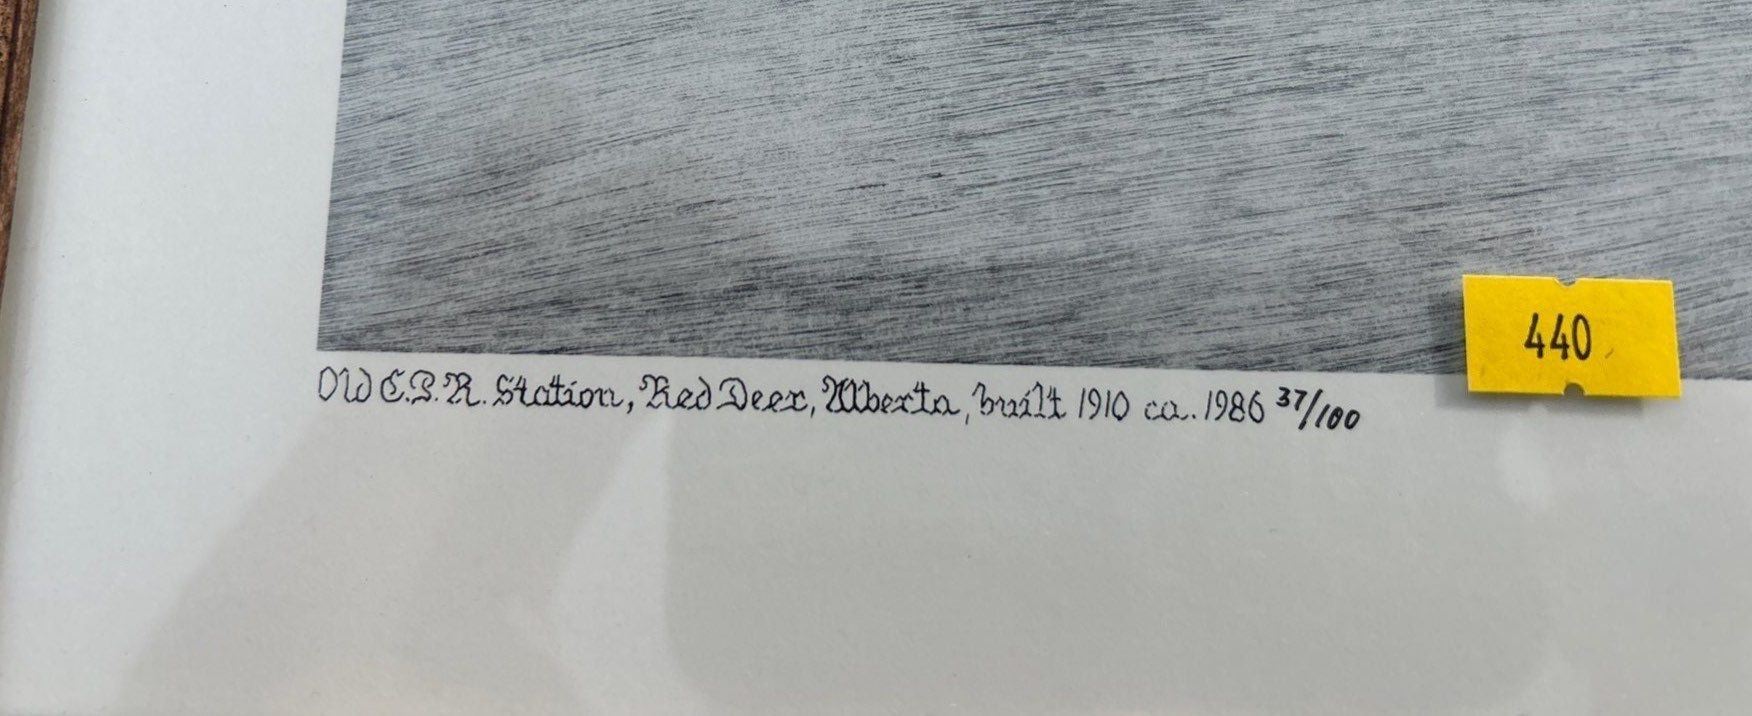 440
Old C.P.R. Station, Red Deer, Alberta, built 1910 ca. 1986 37/100